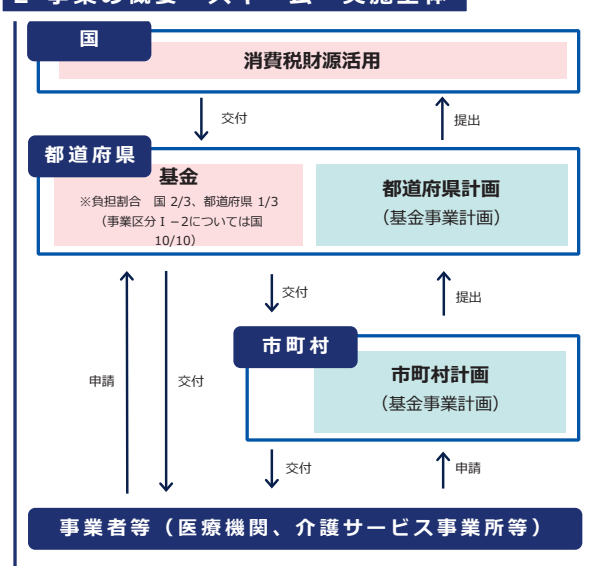 国
消費税財源活用
交付
提出
都道府県
基金
※負担割合 国 2/3、都道府県 1/3
（事業区分Ⅰ－2については国
10/10）
都道府県計画
（基金事業計画）
交付
提出
市町村
申請
交付
市町村計画
（基金事業計画）
交付
申請
事業者等（医療機関、介護サービス事業所等）